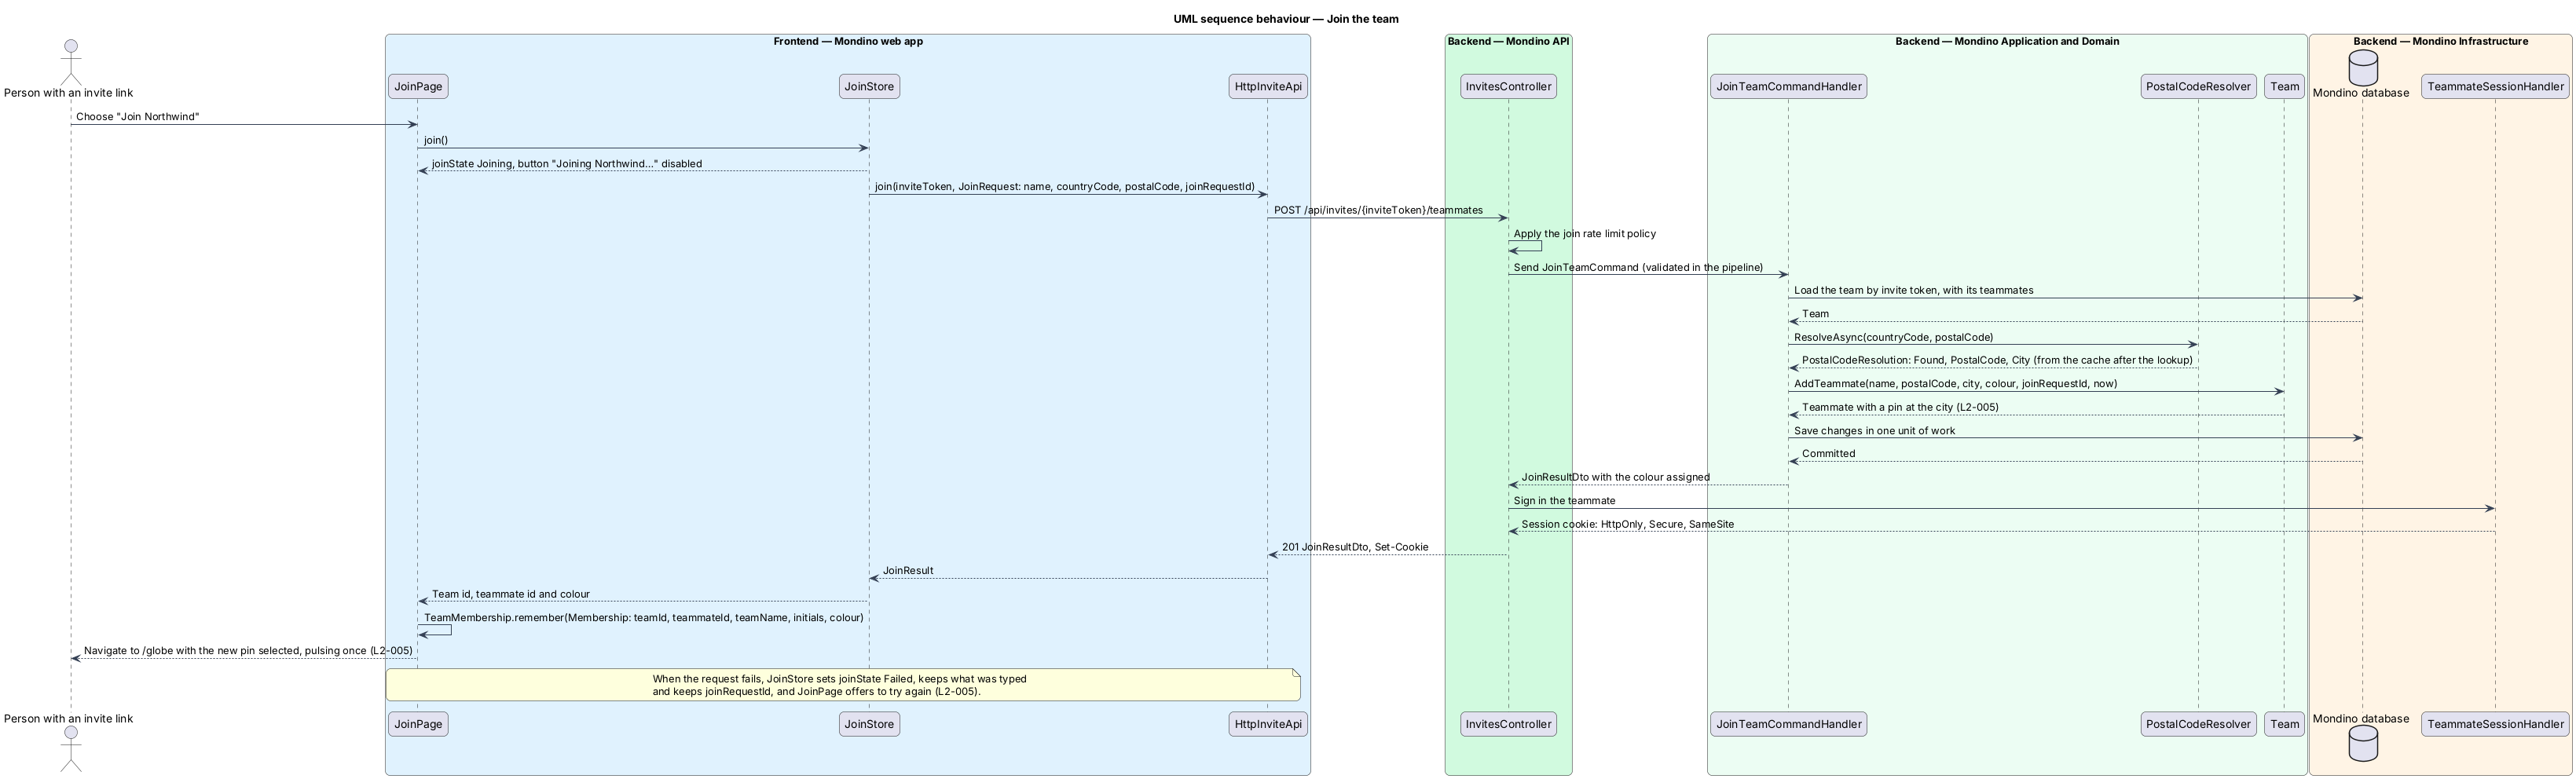 UML sequence behaviour — Join the team
Frontend — Mondino web app
Backend — Mondino API
Backend — Mondino Application and Domain
Backend — Mondino Infrastructure
Person with an invite link
JoinPage
JoinStore
HttpInviteApi
InvitesController
JoinTeamCommandHandler
PostalCodeResolver
Team
Mondino database
TeammateSessionHandler
Choose "Join Northwind"
join()
joinState Joining, button "Joining Northwind…" disabled
join(inviteToken, JoinRequest: name, countryCode, postalCode, joinRequestId)
POST /api/invites/{inviteToken}/teammates
Apply the join rate limit policy
Send JoinTeamCommand (validated in the pipeline)
Load the team by invite token, with its teammates
Team
ResolveAsync(countryCode, postalCode)
PostalCodeResolution: Found, PostalCode, City (from the cache after the lookup)
AddTeammate(name, postalCode, city, colour, joinRequestId, now)
Teammate with a pin at the city (L2-005)
Save changes in one unit of work
Committed
JoinResultDto with the colour assigned
Sign in the teammate
Session cookie: HttpOnly, Secure, SameSite
201 JoinResultDto, Set-Cookie
JoinResult
Team id, teammate id and colour
TeamMembership.remember(Membership: teamId, teammateId, teamName, initials, colour)
Navigate to /globe with the new pin selected, pulsing once (L2-005)
When the request fails, JoinStore sets joinState Failed, keeps what was typed
and keeps joinRequestId, and JoinPage offers to try again (L2-005).
Person with an invite link
JoinPage
JoinStore
HttpInviteApi
InvitesController
JoinTeamCommandHandler
PostalCodeResolver
Team
Mondino database
TeammateSessionHandler